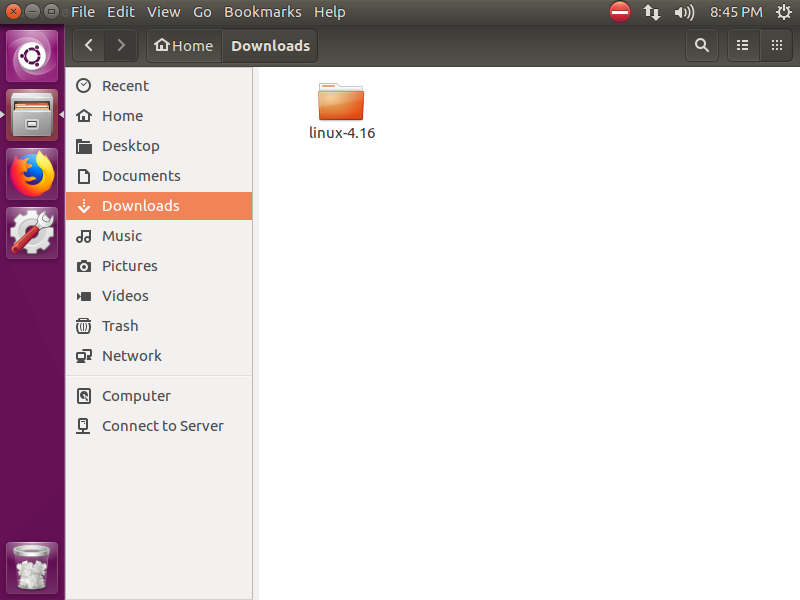 File Edit View Go Bookmarks Help 8:45 PM
Home Downloads
Recent
Home
Desktop
Documents
Downloads
Music
Pictures
Videos
Trash
Network
Computer
Connect to Server
linux-4.16